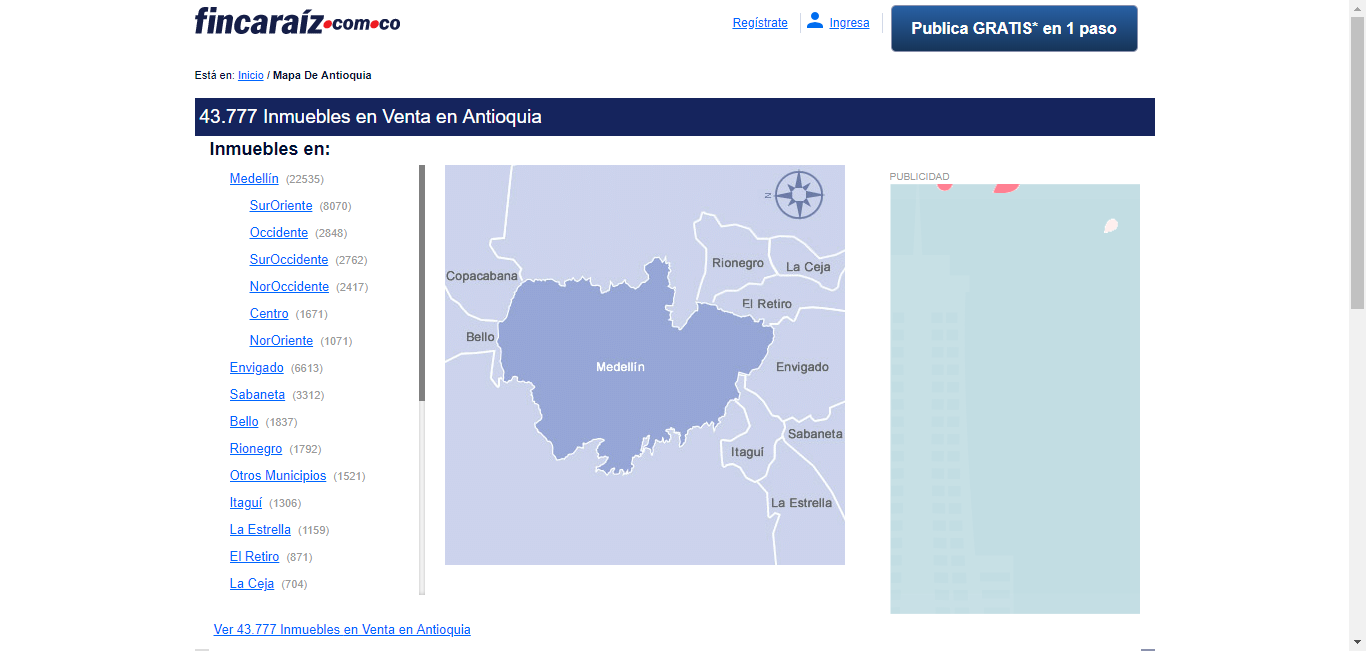 fincaraíz.com.co
Regístrate
Ingresa
Publica GRATIS* en 1 paso
Está en: Inicio / Mapa De Antioquia
43.777 Inmuebles en Venta en Antioquia
Inmuebles en:
Medellín (22535)
SurOriente (8070)
Occidente (2848)
SurOccidente (2762)
NorOccidente (2417)
Centro (1671)
NorOriente (1071)
Envigado (6613)
Sabaneta (3312)
Bello (1837)
Rionegro (1792)
Otros Municipios (1521)
Itaguí (1306)
La Estrella (1159)
El Retiro (871)
La Ceja (704)
N
Rionegro
La Ceja
Copacabana
El Retiro
Bello
Medellín
Envigado
Sabaneta
Itaguí
La Estrella
PUBLICIDAD
Ver 43.777 Inmuebles en Venta en Antioquia